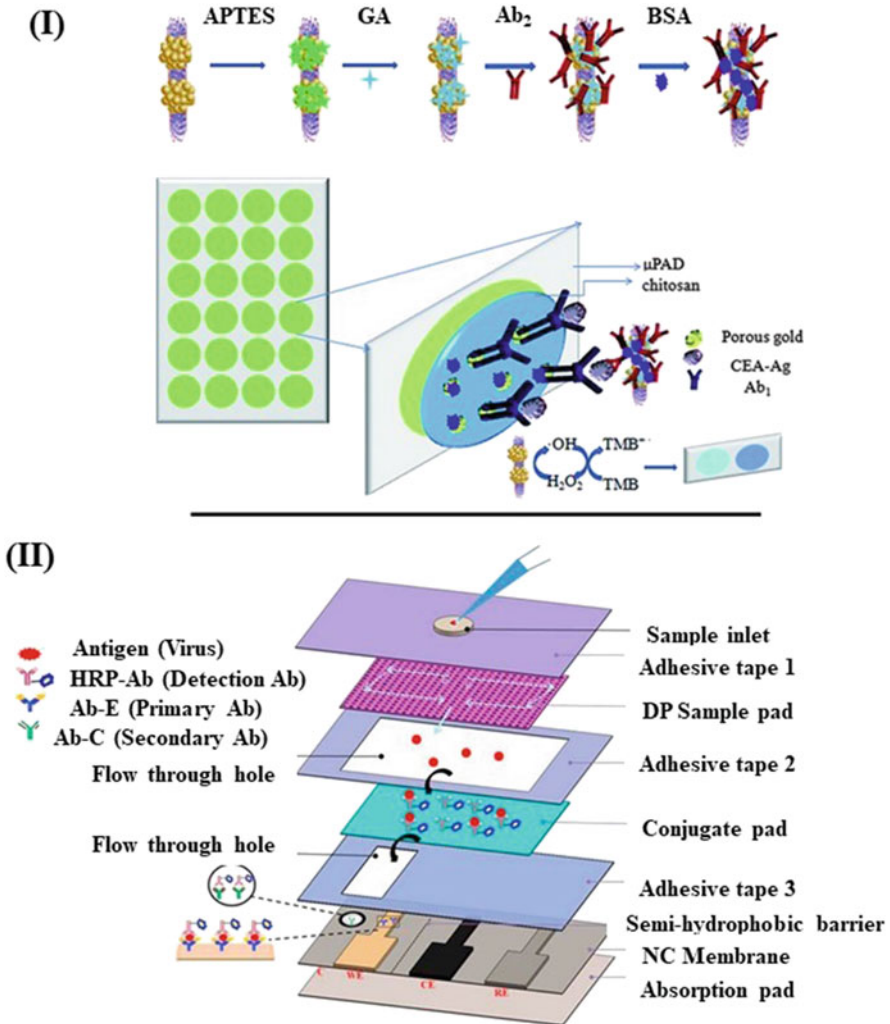 (I)
APTES GA Ab₂ BSA
μPAD
chitosan
Porous gold
CEA-Ag
Ab₁
·OH TMB
H₂O₂ TMB
(II)
Antigen (Virus)
HRP-Ab (Detection Ab)
Ab-E (Primary Ab)
Ab-C (Secondary Ab)
Flow through hole
Flow through hole
Sample inlet
Adhesive tape 1
DP Sample pad
Adhesive tape 2
Conjugate pad
Adhesive tape 3
Semi-hydrophobic barrier
NC Membrane
Absorption pad
C WE CE RE